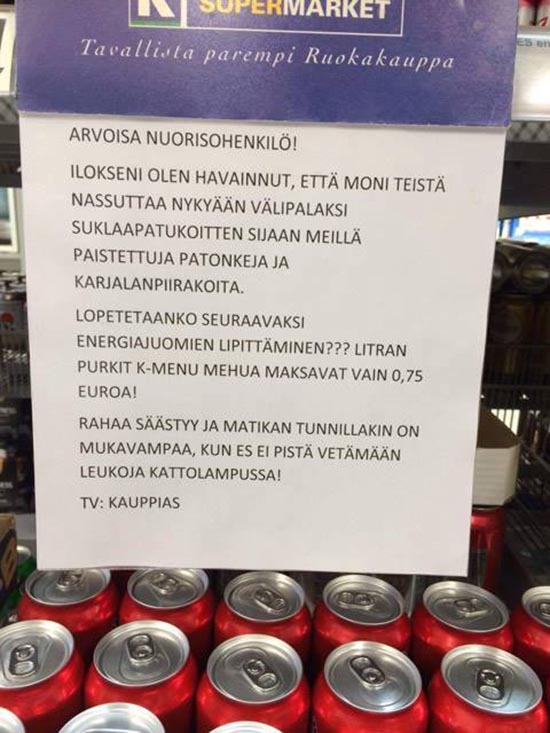 K SUPERMARKET
Tavallista parempi Ruokakauppa
ARVOISA NUORISOHENKILÖ!
ILOKSENI OLEN HAVAINNUT, ETTÄ MONI TEISTÄ
NASSUTTAA NYKYÄÄN VÄLIPALAKSI
SUKLAAPATUKOITTEN SIJAAN MEILLÄ
PAISTETTUJA PATONKEJA JA
KARJALANPIIRAKOITA.
LOPETETAANKO SEURAAVAKSI
ENERGIAJUOMIEN LIPITTÄMINEN??? LITRAN
PURKIT K-MENU MEHUA MAKSAVAT VAIN 0,75
EUROA!
RAHAA SÄÄSTYY JA MATIKAN TUNNILLAKIN ON
MUKAVAMPAA, KUN ES EI PISTÄ VETÄMÄÄN
LEUKOJA KATTOLAMPUSSA!
TV: KAUPPIAS